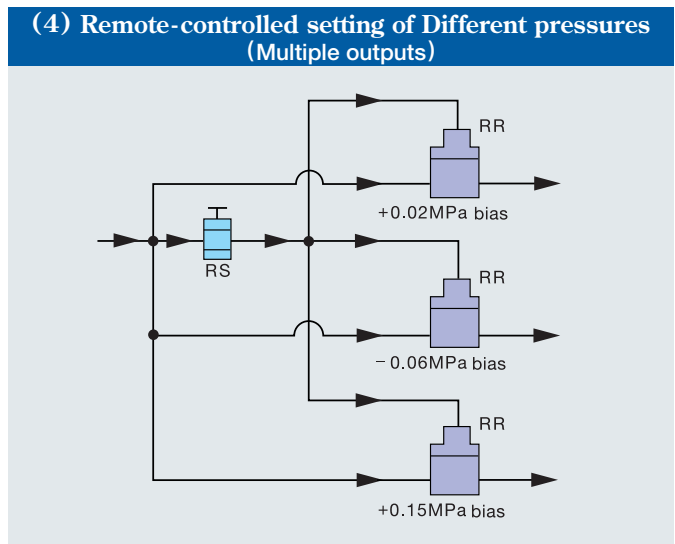 (4) Remote-controlled setting of Different pressures
(Multiple outputs)
RR
+0.02MPa bias
RS
RR
−0.06MPa bias
RR
+0.15MPa bias